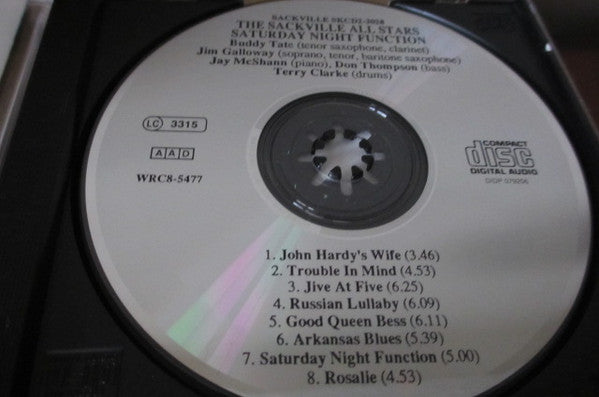 SACKVILLE SKCD2-3028
THE SACKVILLE ALL STARS
SATURDAY NIGHT FUNCTION
Buddy Tate (tenor saxophone, clarinet)
Jim Galloway (soprano, tenor, baritone saxophone)
Jay McShann (piano), Don Thompson (bass)
Terry Clarke (drums)
LC 3315
AAD
WRC8-5477
COMPACT
disc
DIGITAL AUDIO
DIDP 079206
1. John Hardy's Wife (3.46)
2. Trouble In Mind (4.53)
3. Jive At Five (6.25)
4. Russian Lullaby (6.09)
5. Good Queen Bess (6.11)
6. Arkansas Blues (5.39)
7. Saturday Night Function (5.00)
8. Rosalie (4.53)